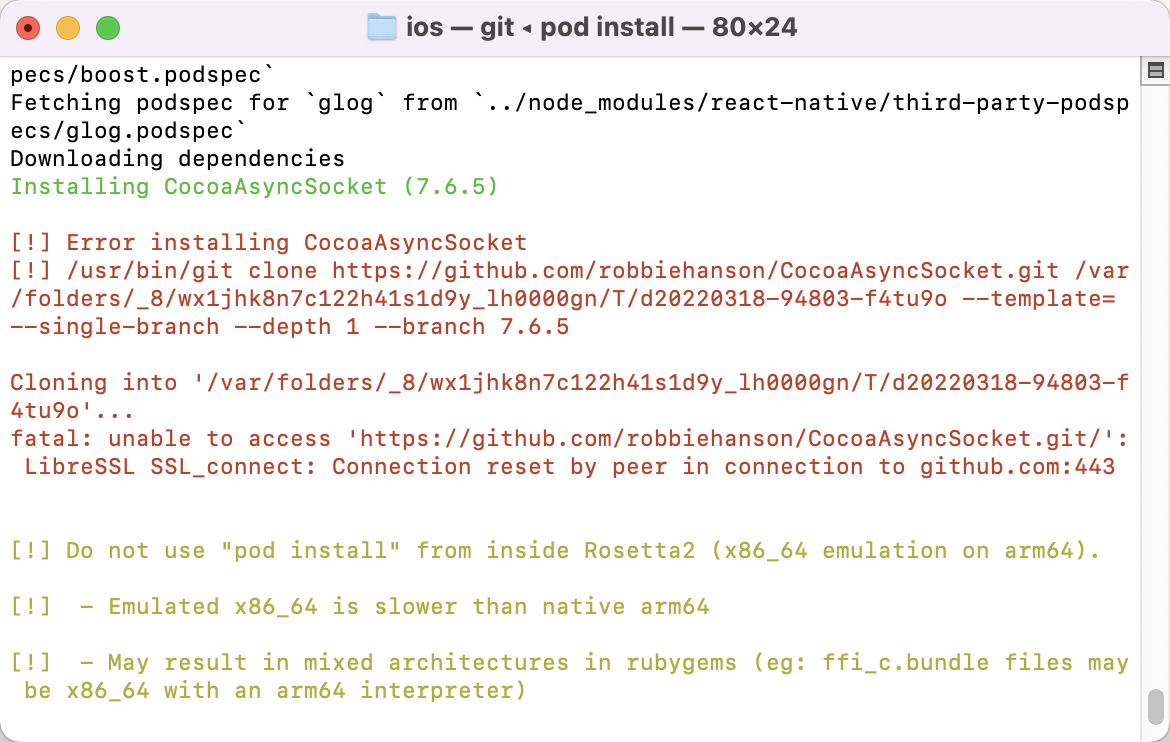 ios — git ◂ pod install — 80×24
pecs/boost.podspec`
Fetching podspec for `glog` from `../node_modules/react-native/third-party-podsp
ecs/glog.podspec`
Downloading dependencies
Installing CocoaAsyncSocket (7.6.5)
[!] Error installing CocoaAsyncSocket
[!] /usr/bin/git clone https://github.com/robbiehanson/CocoaAsyncSocket.git /var
/folders/_8/wx1jhk8n7c122h41s1d9y_lh0000gn/T/d20220318-94803-f4tu9o --template=
--single-branch --depth 1 --branch 7.6.5
Cloning into '/var/folders/_8/wx1jhk8n7c122h41s1d9y_lh0000gn/T/d20220318-94803-f
4tu9o'...
fatal: unable to access 'https://github.com/robbiehanson/CocoaAsyncSocket.git/':
 LibreSSL SSL_connect: Connection reset by peer in connection to github.com:443
[!] Do not use "pod install" from inside Rosetta2 (x86_64 emulation on arm64).
[!]  - Emulated x86_64 is slower than native arm64
[!]  - May result in mixed architectures in rubygems (eg: ffi_c.bundle files may
 be x86_64 with an arm64 interpreter)